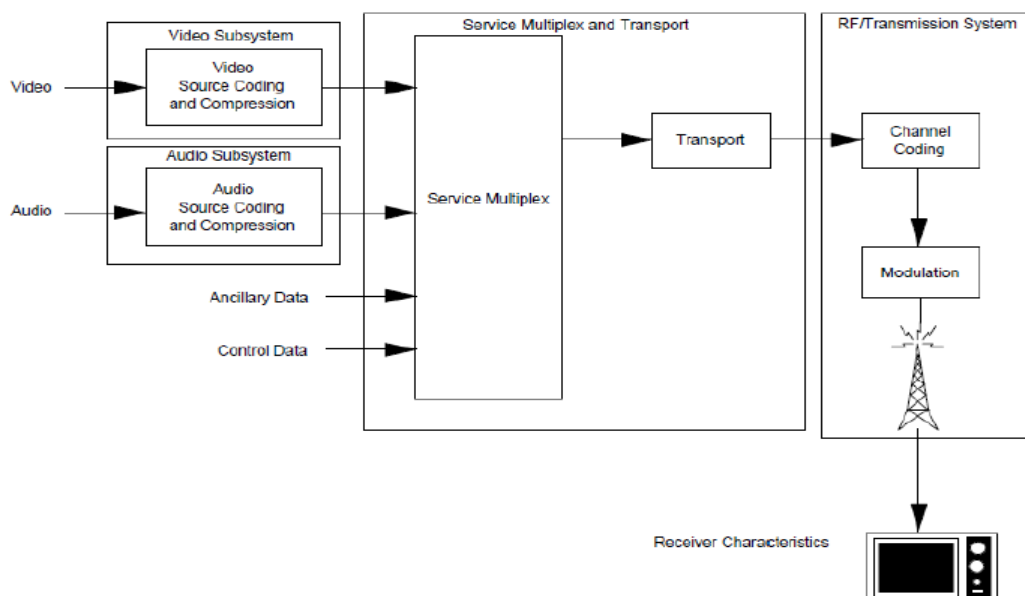 Service Multiplex and Transport
RF/Transmission System
Video Subsystem
Video
Video
Source Coding
and Compression
Audio Subsystem
Audio
Audio
Source Coding
and Compression
Service Multiplex
Transport
Channel
Coding
Modulation
Ancillary Data
Control Data
Receiver Characteristics